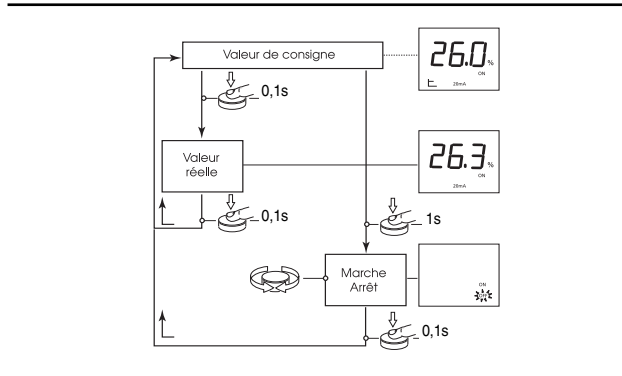 Valeur de consigne
26.0 %
ON
20mA
0,1s
Valeur
réelle
26.3 %
ON
20mA
0,1s
1s
Marche
Arrêt
ON
OFF
0,1s